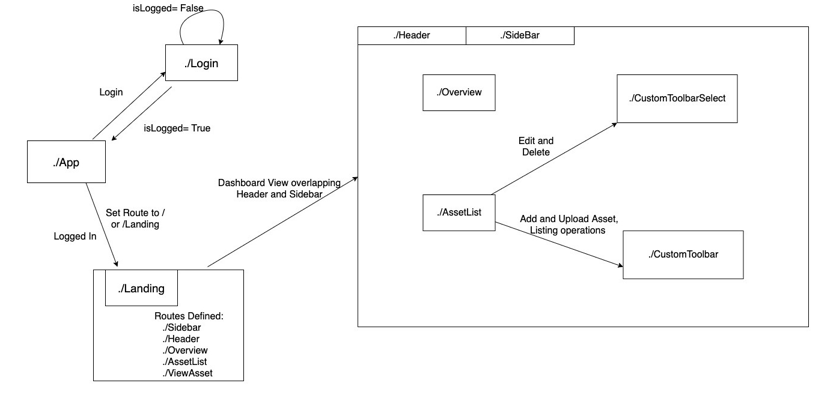 isLogged= False
./Login
Login
isLogged= True
./App
Set Route to /
or /Landing
Logged In
./Landing
Routes Defined:
./Sidebar
./Header
./Overview
./AssetList
./ViewAsset
Dashboard View overlapping
Header and Sidebar
./Header
./SideBar
./Overview
./CustomToolbarSelect
Edit and
Delete
./AssetList
Add and Upload Asset,
Listing operations
./CustomToolbar